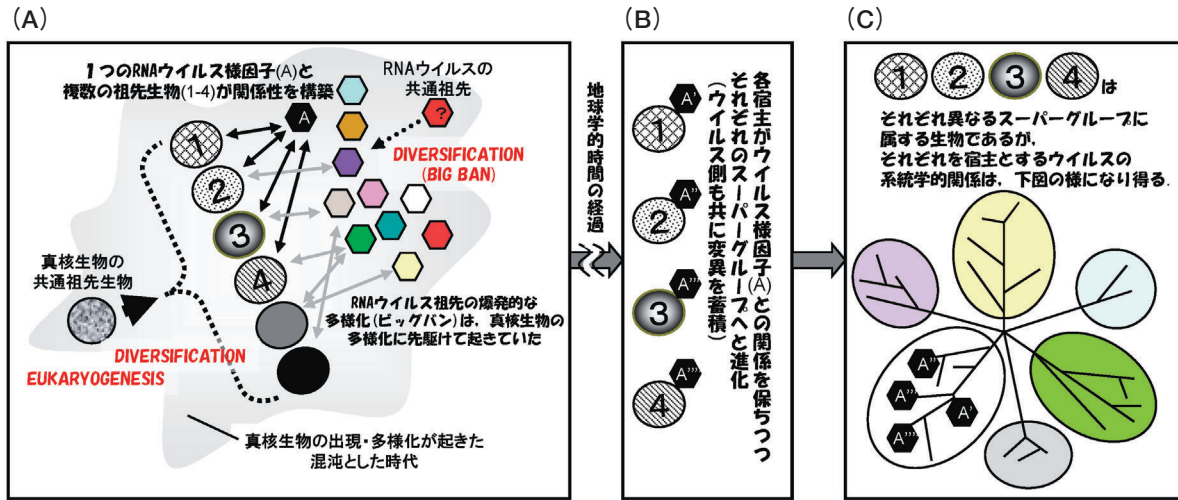 (A)
1つのRNAウイルス様因子(A)と
複数の祖先生物(1-4)が関係性を構築
RNAウイルスの
共通祖先
A
?
1
2
3
4
DIVERSIFICATION
(BIG BAN)
真核生物の
共通祖先生物
RNAウイルス祖先の爆発的な
多様化(ビッグバン)は、真核生物の
多様化に先駆けて起きていた
DIVERSIFICATION
EUKARYOGENESIS
真核生物の出現・多様化が起きた
混沌とした時代
地球学的時間の経過
(B)
A'
1
A''
2
A'''
3
A''''
4
各宿主がウイルス様因子(A)との関係を保ちつつ
それぞれのスーパーグループへと進化
(ウイルス側も共に変異を蓄積)
(C)
1 2 3 4 は
それぞれ異なるスーパーグループに
属する生物であるが,
それぞれを宿主とするウイルスの
系統学的関係は、下図の様になり得る.
A''
A'''
A'
A''''